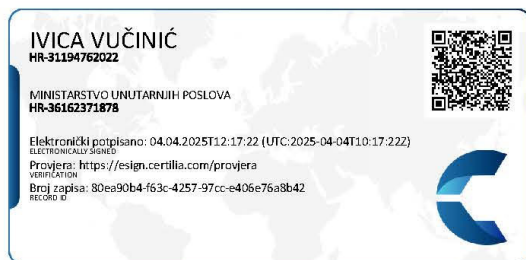 IVICA VUČINIĆ
HR-31194762022
MINISTARSTVO UNUTARNJIH POSLOVA
HR-36162371878
Elektronički potpisano: 04.04.2025T12:17:22 (UTC:2025-04-04T10:17:22Z)
ELECTRONICALLY SIGNED
Provjera: https://esign.certilia.com/provjera
VERIFICATION
Broj zapisa: 80ea90b4-f63c-4257-97cc-e406e76a8b42
RECORD ID